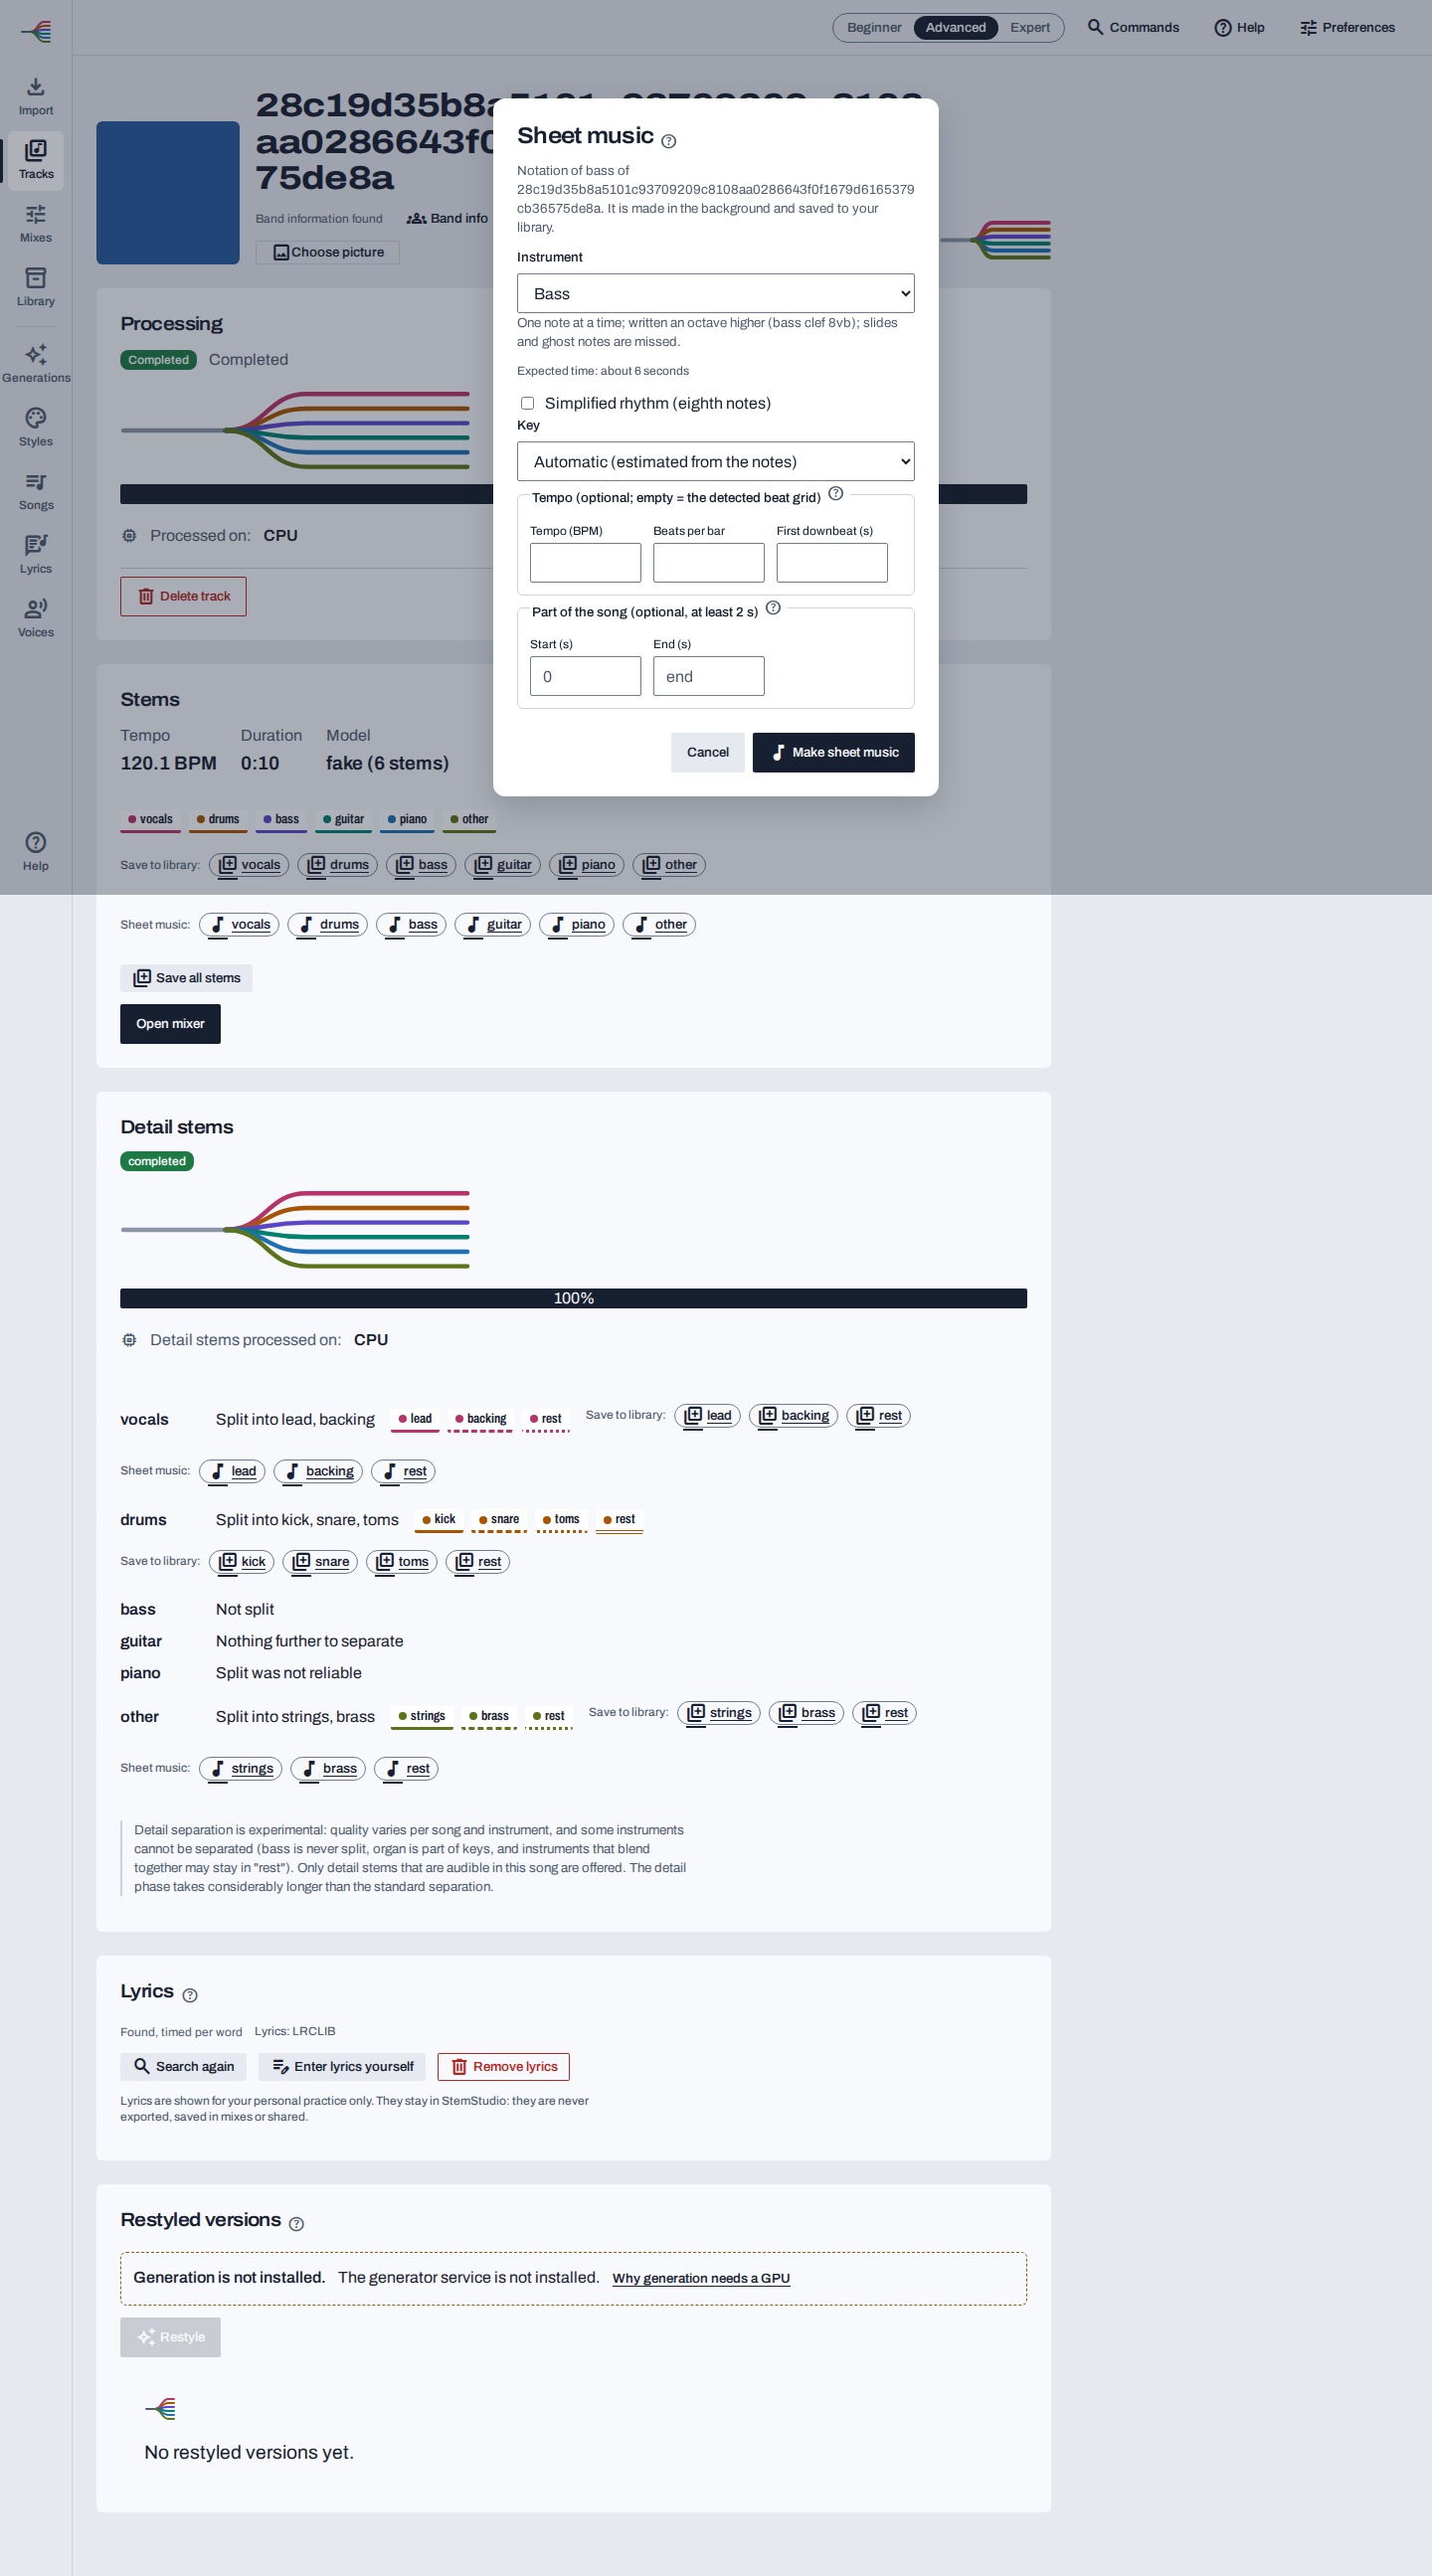 Beginner Advanced Expert Commands Help Preferences
Import
Tracks
Mixes
Library
Generations
Styles
Songs
Lyrics
Voices
Help
aa0286643f0
75de8a
Band information found Band info
Choose picture
Processing
Completed Completed
Processed on: CPU
Delete track
Stems
Tempo Duration Model
120.1 BPM 0:10 fake (6 stems)
vocals drums bass guitar piano other
Save to library: vocals drums bass guitar piano other
Sheet music
Notation of bass of
28c19d35b8a5101c93709209c8108aa0286643f0f1679d6165379
cb36575de8a. It is made in the background and saved to your
library.
Instrument
Bass
One note at a time; written an octave higher (bass clef 8vb); slides
and ghost notes are missed.
Expected time: about 6 seconds
Simplified rhythm (eighth notes)
Key
Automatic (estimated from the notes)
Tempo (optional; empty = the detected beat grid)
Tempo (BPM) Beats per bar First downbeat (s)
Part of the song (optional, at least 2 s)
Start (s) End (s)
0 end
Cancel Make sheet music
Sheet music: vocals drums bass guitar piano other
Save all stems
Open mixer
Detail stems
completed
100%
Detail stems processed on: CPU
vocals Split into lead, backing lead backing rest Save to library: lead backing rest
Sheet music: lead backing rest
drums Split into kick, snare, toms kick snare toms rest
Save to library: kick snare toms rest
bass Not split
guitar Nothing further to separate
piano Split was not reliable
other Split into strings, brass strings brass rest Save to library: strings brass rest
Sheet music: strings brass rest
Detail separation is experimental: quality varies per song and instrument, and some instruments
cannot be separated (bass is never split, organ is part of keys, and instruments that blend
together may stay in "rest"). Only detail stems that are audible in this song are offered. The detail
phase takes considerably longer than the standard separation.
Lyrics
Found, timed per word Lyrics: LRCLIB
Search again Enter lyrics yourself Remove lyrics
Lyrics are shown for your personal practice only. They stay in StemStudio: they are never
exported, saved in mixes or shared.
Restyled versions
Generation is not installed. The generator service is not installed. Why generation needs a GPU
Restyle
No restyled versions yet.